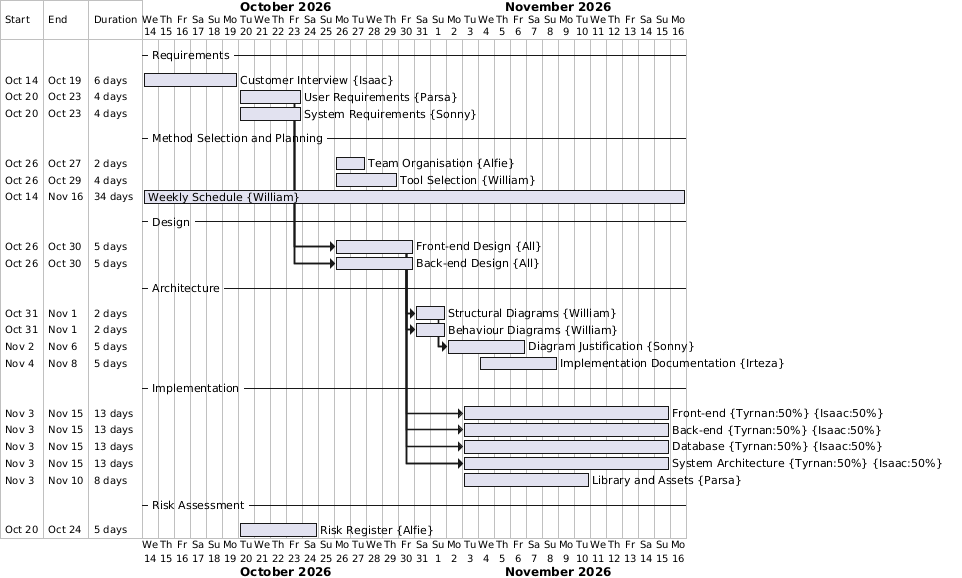 October 2026 November 2026
Start End Duration We Th Fr Sa Su Mo Tu We Th Fr Sa Su Mo Tu We Th Fr Sa Su Mo Tu We Th Fr Sa Su Mo Tu We Th Fr Sa Su Mo
14 15 16 17 18 19 20 21 22 23 24 25 26 27 28 29 30 31 1 2 3 4 5 6 7 8 9 10 11 12 13 14 15 16
Requirements
Oct 14 Oct 19 6 days Customer Interview {Isaac}
Oct 20 Oct 23 4 days User Requirements {Parsa}
Oct 20 Oct 23 4 days System Requirements {Sonny}
Method Selection and Planning
Oct 26 Oct 27 2 days Team Organisation {Alfie}
Oct 26 Oct 29 4 days Tool Selection {William}
Oct 14 Nov 16 34 days Weekly Schedule {William}
Design
Oct 26 Oct 30 5 days Front-end Design {All}
Oct 26 Oct 30 5 days Back-end Design {All}
Architecture
Oct 31 Nov 1 2 days Structural Diagrams {William}
Oct 31 Nov 1 2 days Behaviour Diagrams {William}
Nov 2 Nov 6 5 days Diagram Justification {Sonny}
Nov 4 Nov 8 5 days Implementation Documentation {Irteza}
Implementation
Nov 3 Nov 15 13 days Front-end {Tyrnan:50%} {Isaac:50%}
Nov 3 Nov 15 13 days Back-end {Tyrnan:50%} {Isaac:50%}
Nov 3 Nov 15 13 days Database {Tyrnan:50%} {Isaac:50%}
Nov 3 Nov 15 13 days System Architecture {Tyrnan:50%} {Isaac:50%}
Nov 3 Nov 10 8 days Library and Assets {Parsa}
Risk Assessment
Oct 20 Oct 24 5 days Risk Register {Alfie}
We Th Fr Sa Su Mo Tu We Th Fr Sa Su Mo Tu We Th Fr Sa Su Mo Tu We Th Fr Sa Su Mo Tu We Th Fr Sa Su Mo
14 15 16 17 18 19 20 21 22 23 24 25 26 27 28 29 30 31 1 2 3 4 5 6 7 8 9 10 11 12 13 14 15 16
October 2026 November 2026